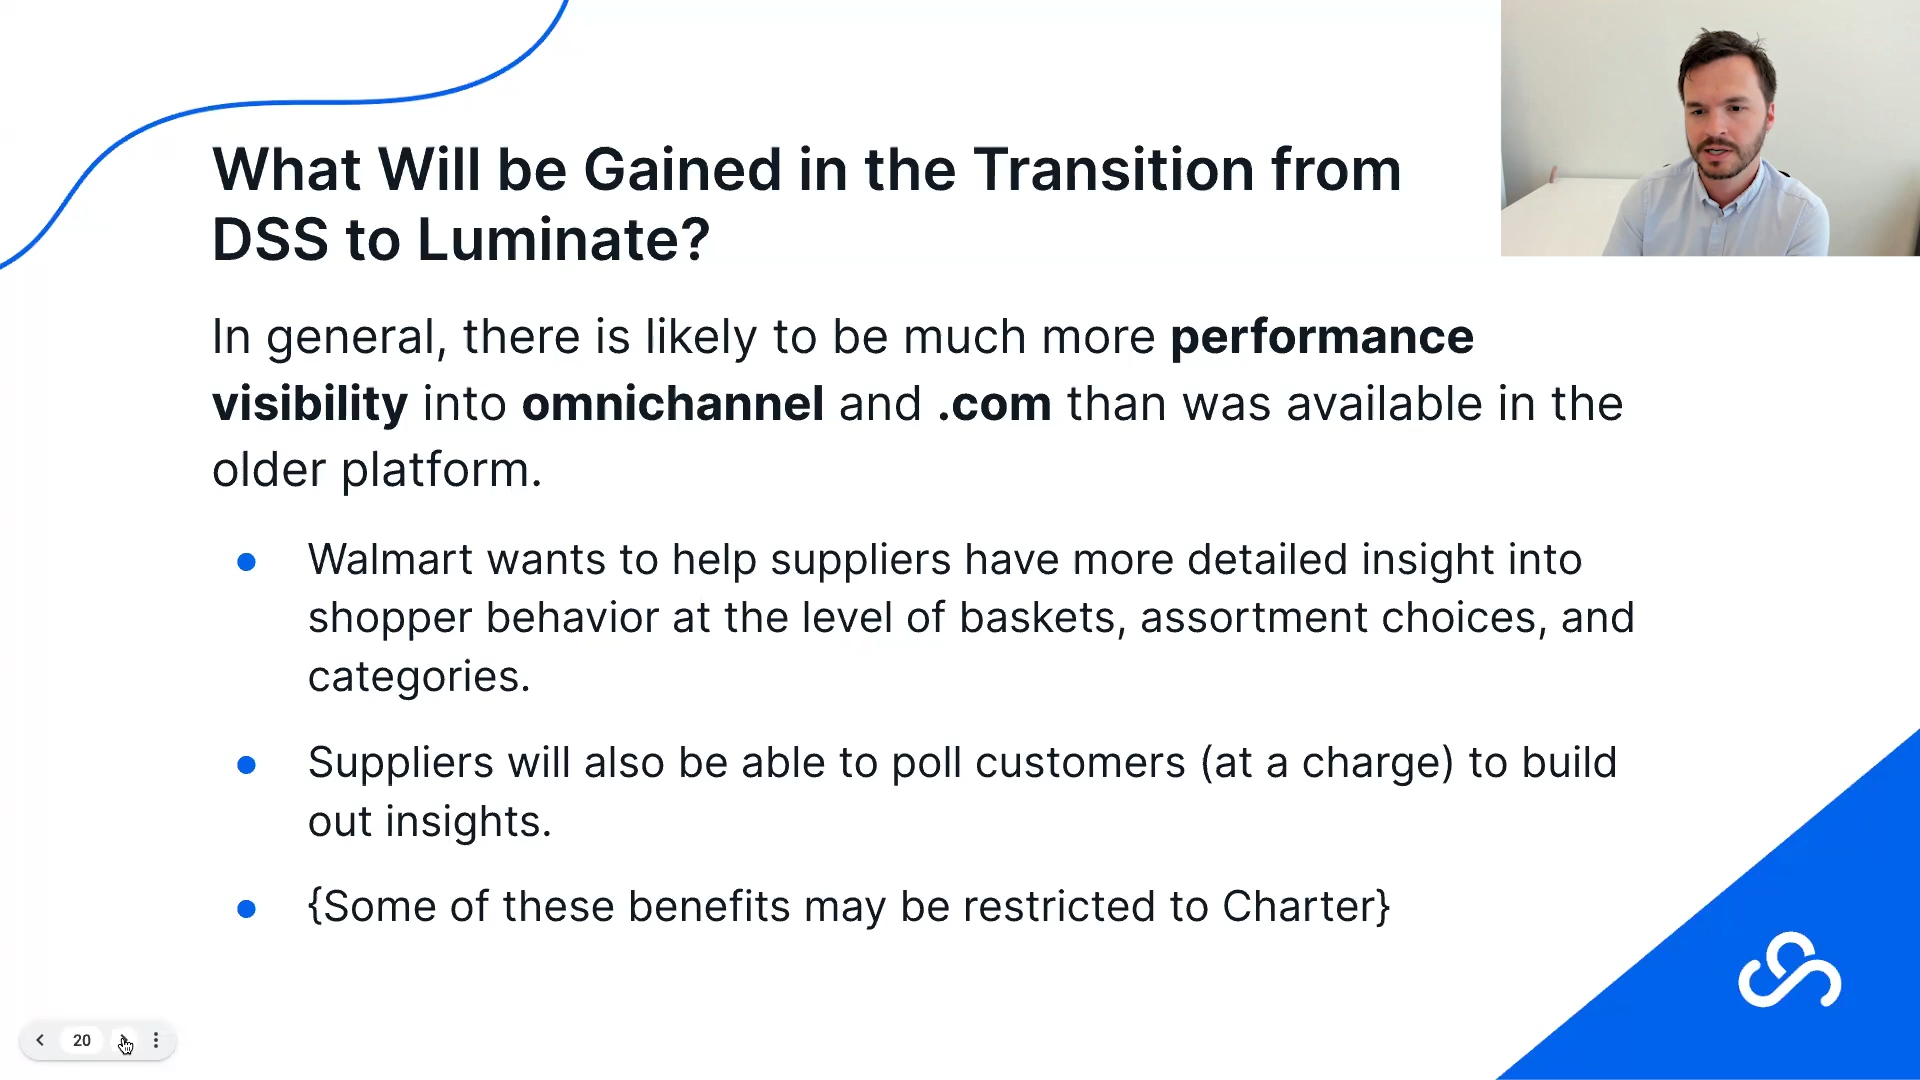 What Will be Gained in the Transition from
DSS to Luminate?
In general, there is likely to be much more performance
visibility into omnichannel and .com than was available in the
older platform.
● Walmart wants to help suppliers have more detailed insight into
shopper behavior at the level of baskets, assortment choices, and
categories.
● Suppliers will also be able to poll customers (at a charge) to build
out insights.
● {Some of these benefits may be restricted to Charter}
20